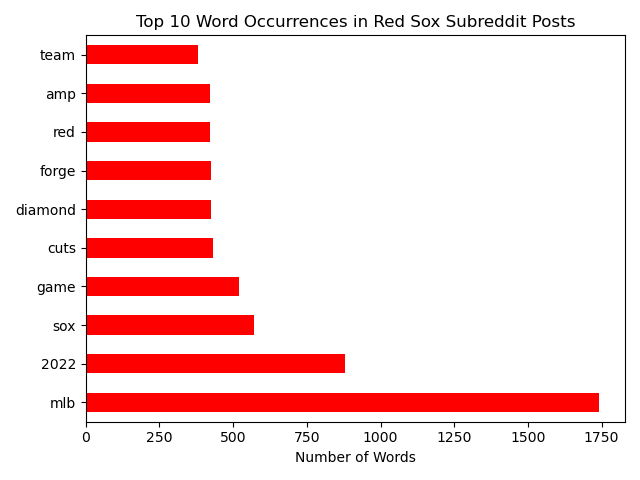 Top 10 Word Occurrences in Red Sox Subreddit Posts
team
amp
red
forge
diamond
cuts
game
sox
2022
mlb
0 250 500 750 1000 1250 1500 1750
Number of Words